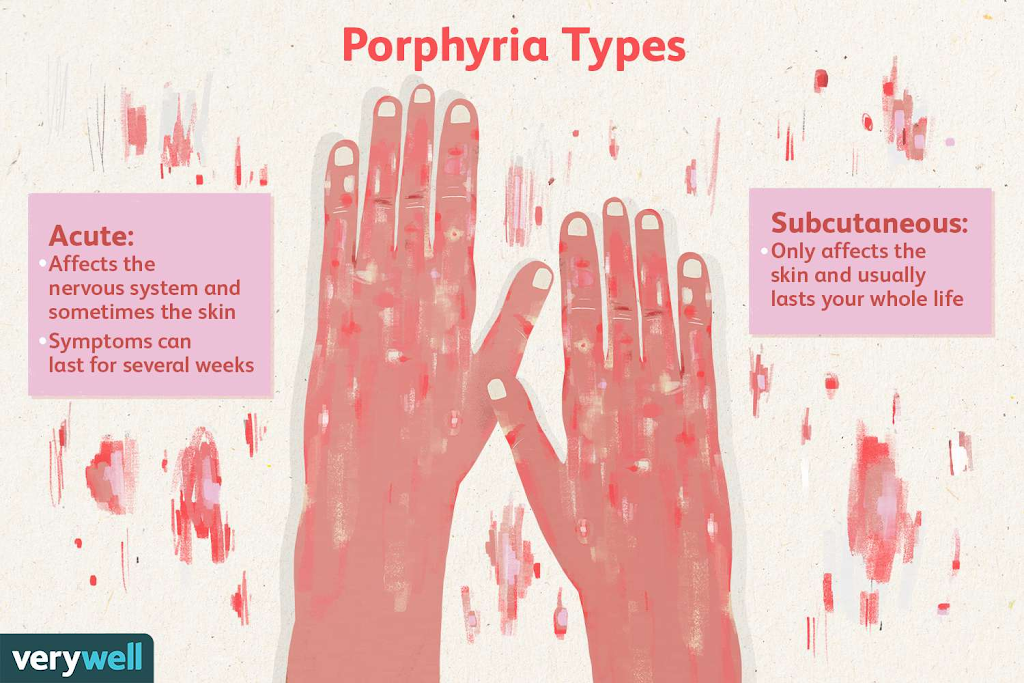 Porphyria Types
Acute:
Affects the
nervous system and
sometimes the skin
Symptoms can
last for several weeks
Subcutaneous:
Only affects the
skin and usually
lasts your whole life
verywell